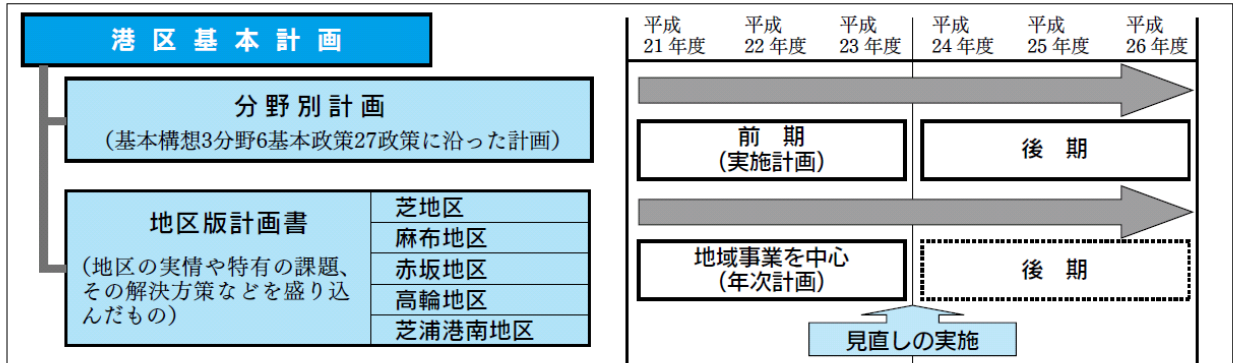 港区基本計画
分野別計画
(基本構想3分野6基本政策27政策に沿った計画)
地区版計画書
(地区の実情や特有の課題、
その解決方策などを盛り込
んだもの)
芝地区
麻布地区
赤坂地区
高輪地区
芝浦港南地区
平成
21年度
平成
22年度
平成
23年度
平成
24年度
平成
25年度
平成
26年度
前 期
(実施計画)
後 期
地域事業を中心
(年次計画)
後 期
見直しの実施